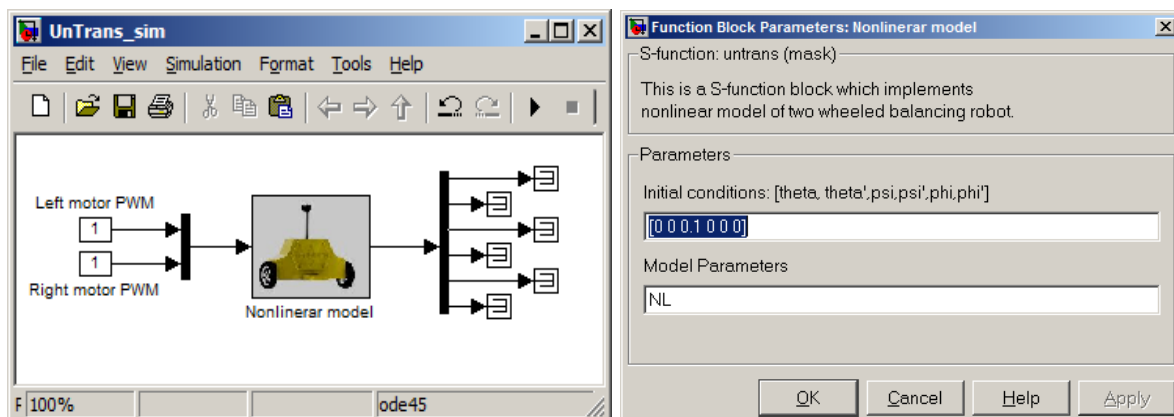 UnTrans_sim
File Edit View Simulation Format Tools Help
Left motor PWM
1
1
Right motor PWM
Nonlinerar model
F 100%
ode45
Function Block Parameters: Nonlinerar model
S-function: untrans (mask)
This is a S-function block which implements
nonlinear model of two wheeled balancing robot.
Parameters
Initial conditions: [theta, theta',psi,psi',phi,phi']
[0 0 0.1 0 0 0]
Model Parameters
NL
OK Cancel Help Apply